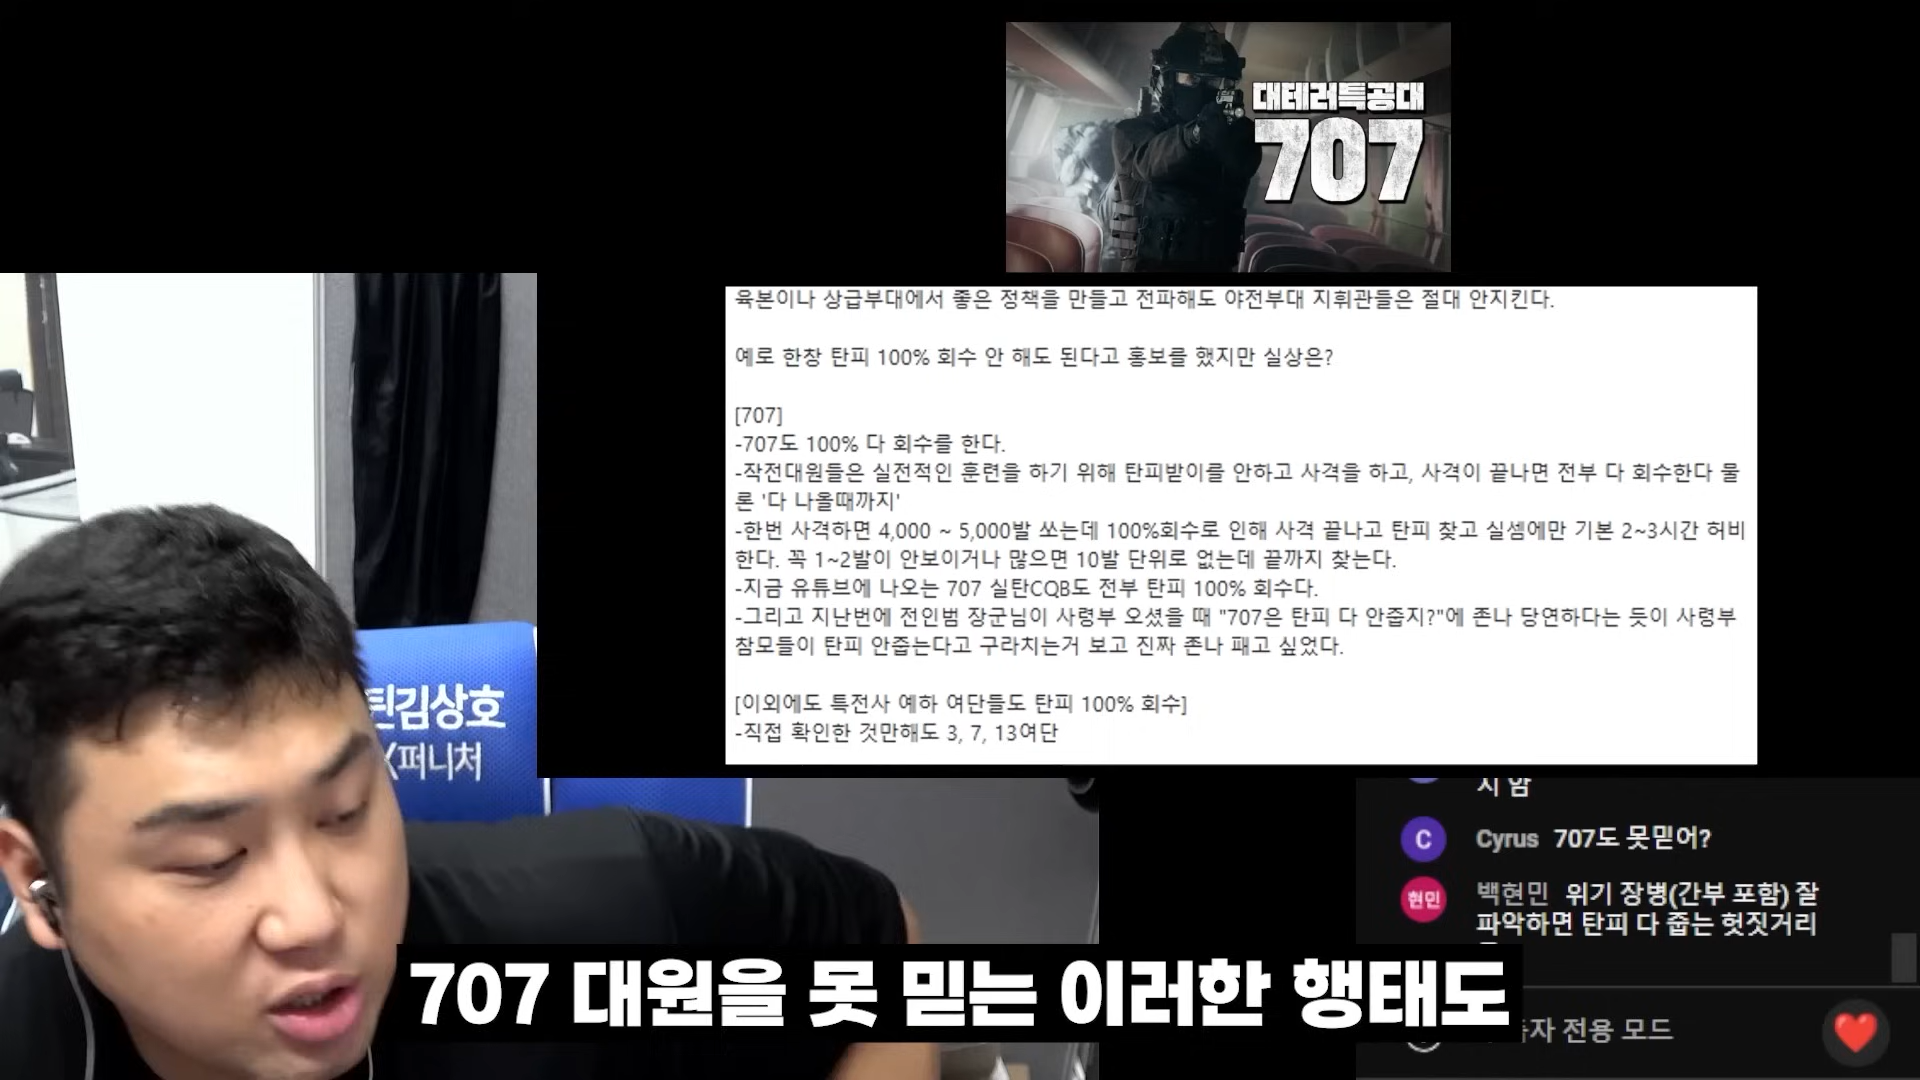 대테러특공대
707
육본이나 상급부대에서 좋은 정책을 만들고 전파해도 야전부대 지휘관들은 절대 안지킨다.
예로 한창 탄피 100% 회수 안 해도 된다고 홍보를 했지만 실상은?
[707]
-707도 100% 다 회수를 한다.
-작전대원들은 실전적인 훈련을 하기 위해 탄피받이를 안하고 사격을 하고, 사격이 끝나면 전부 다 회수한다 물
론 '다 나올때까지'
-한번 사격하면 4,000 ~ 5,000발 쏘는데 100%회수로 인해 사격 끝나고 탄피 찾고 실셈에만 기본 2~3시간 허비
한다. 꼭 1~2발이 안보이거나 많으면 10발 단위로 없는데 끝까지 찾는다.
-지금 유튜브에 나오는 707 실탄CQB도 전부 탄피 100% 회수다.
-그리고 지난번에 전인범 장군님이 사령부 오셨을 때 "707은 탄피 다 안줍지?"에 존나 당연하다는 듯이 사령부
참모들이 탄피 안줍는다고 구라치는거 보고 진짜 존나 패고 싶었다.
[이외에도 특전사 예하 여단들도 탄피 100% 회수]
-직접 확인한 것만해도 3, 7, 13여단
튄김상호
퍼니처
C Cyrus 707도 못믿어?
현민 백현민 위기 장병(간부 포함) 잘
파악하면 탄피 다 줍는 헛짓거리
자 전용 모드
707 대원을 못 믿는 이러한 행태도